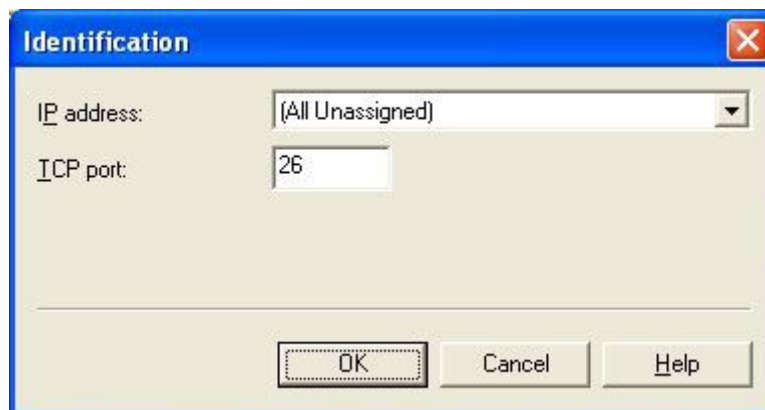 Identification
IP address: (All Unassigned)
TCP port: 26
OK Cancel Help